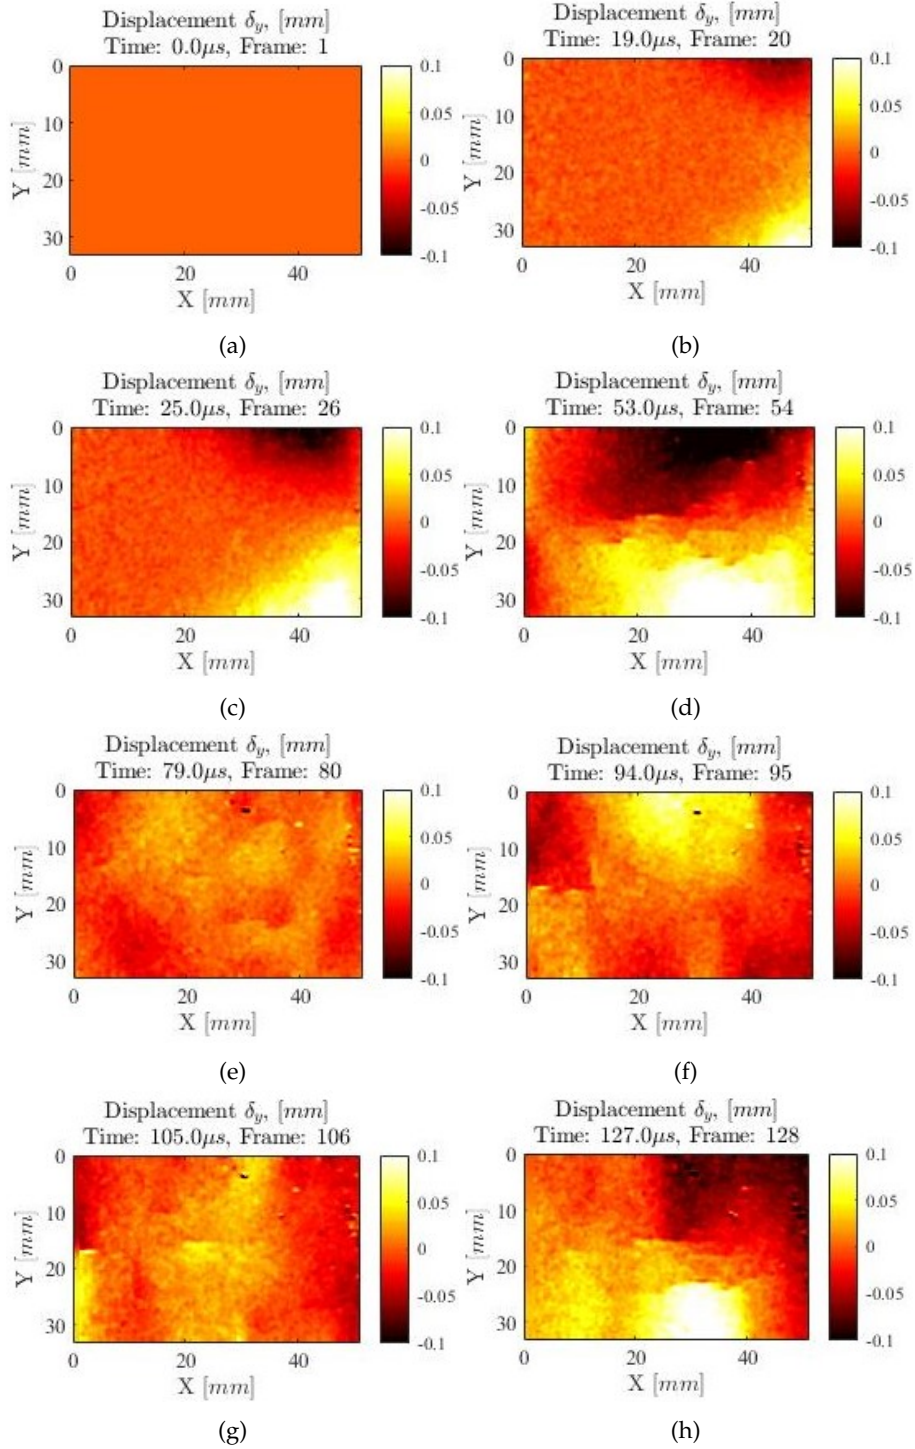 Displacement δy, [mm]
Time: 0.0μs, Frame: 1
0
10
20
30
Y [mm]
0 20 40
X [mm]
0.1
0.05
0
-0.05
-0.1
(a)
Displacement δy, [mm]
Time: 19.0μs, Frame: 20
0
10
20
30
Y [mm]
0 20 40
X [mm]
0.1
0.05
0
-0.05
-0.1
(b)
Displacement δy, [mm]
Time: 25.0μs, Frame: 26
0
10
20
30
Y [mm]
0 20 40
X [mm]
0.1
0.05
0
-0.05
-0.1
(c)
Displacement δy, [mm]
Time: 53.0μs, Frame: 54
0
10
20
30
Y [mm]
0 20 40
X [mm]
0.1
0.05
0
-0.05
-0.1
(d)
Displacement δy, [mm]
Time: 79.0μs, Frame: 80
0
10
20
30
Y [mm]
0 20 40
X [mm]
0.1
0.05
0
-0.05
-0.1
(e)
Displacement δy, [mm]
Time: 94.0μs, Frame: 95
0
10
20
30
Y [mm]
0 20 40
X [mm]
0.1
0.05
0
-0.05
-0.1
(f)
Displacement δy, [mm]
Time: 105.0μs, Frame: 106
0
10
20
30
Y [mm]
0 20 40
X [mm]
0.1
0.05
0
-0.05
-0.1
(g)
Displacement δy, [mm]
Time: 127.0μs, Frame: 128
0
10
20
30
Y [mm]
0 20 40
X [mm]
0.1
0.05
0
-0.05
-0.1
(h)